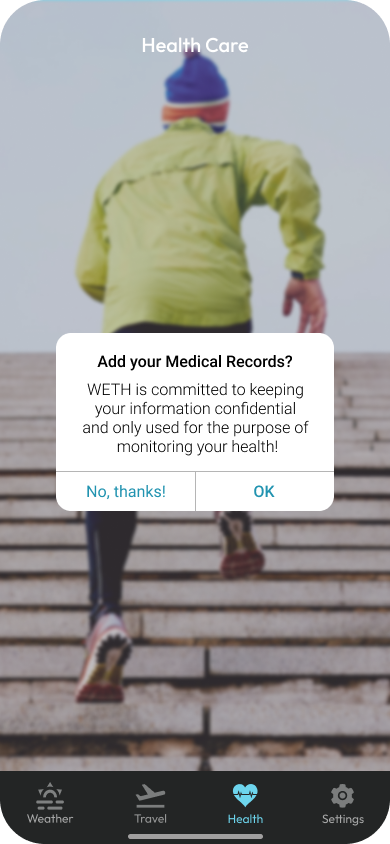 Health Care
Add your Medical Records?
WETH is committed to keeping
your information confidential
and only used for the purpose of
monitoring your health!
No, thanks!
OK
Weather
Travel
Health
Settings